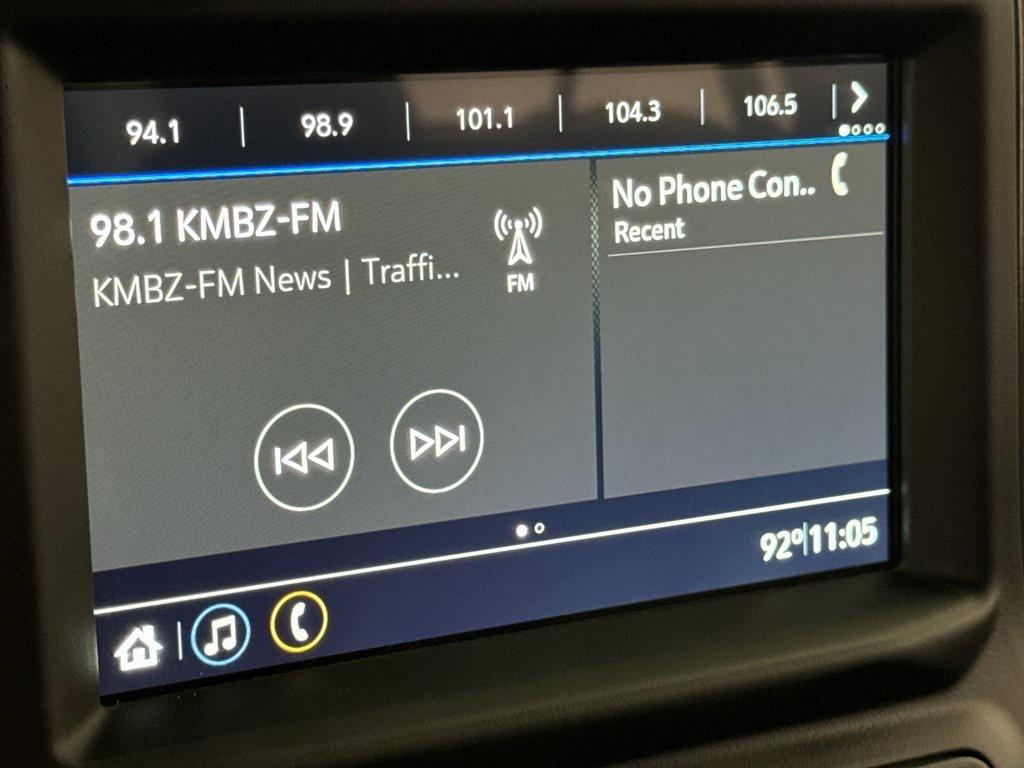 94.1 | 98.9 | 101.1 | 104.3 | 106.5
98.1 KMBZ-FM
KMBZ-FM News | Traffi...
FM
No Phone Con..
Recent
92º|11:05